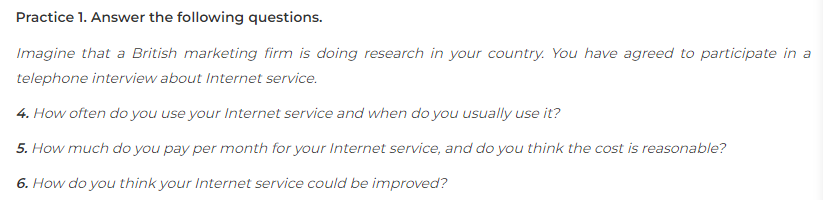 Practice 1. Answer the following questions.
Imagine that a British marketing firm is doing research in your country. You have agreed to participate in a
telephone interview about Internet service.
4. How often do you use your Internet service and when do you usually use it?
5. How much do you pay per month for your Internet service, and do you think the cost is reasonable?
6. How do you think your Internet service could be improved?